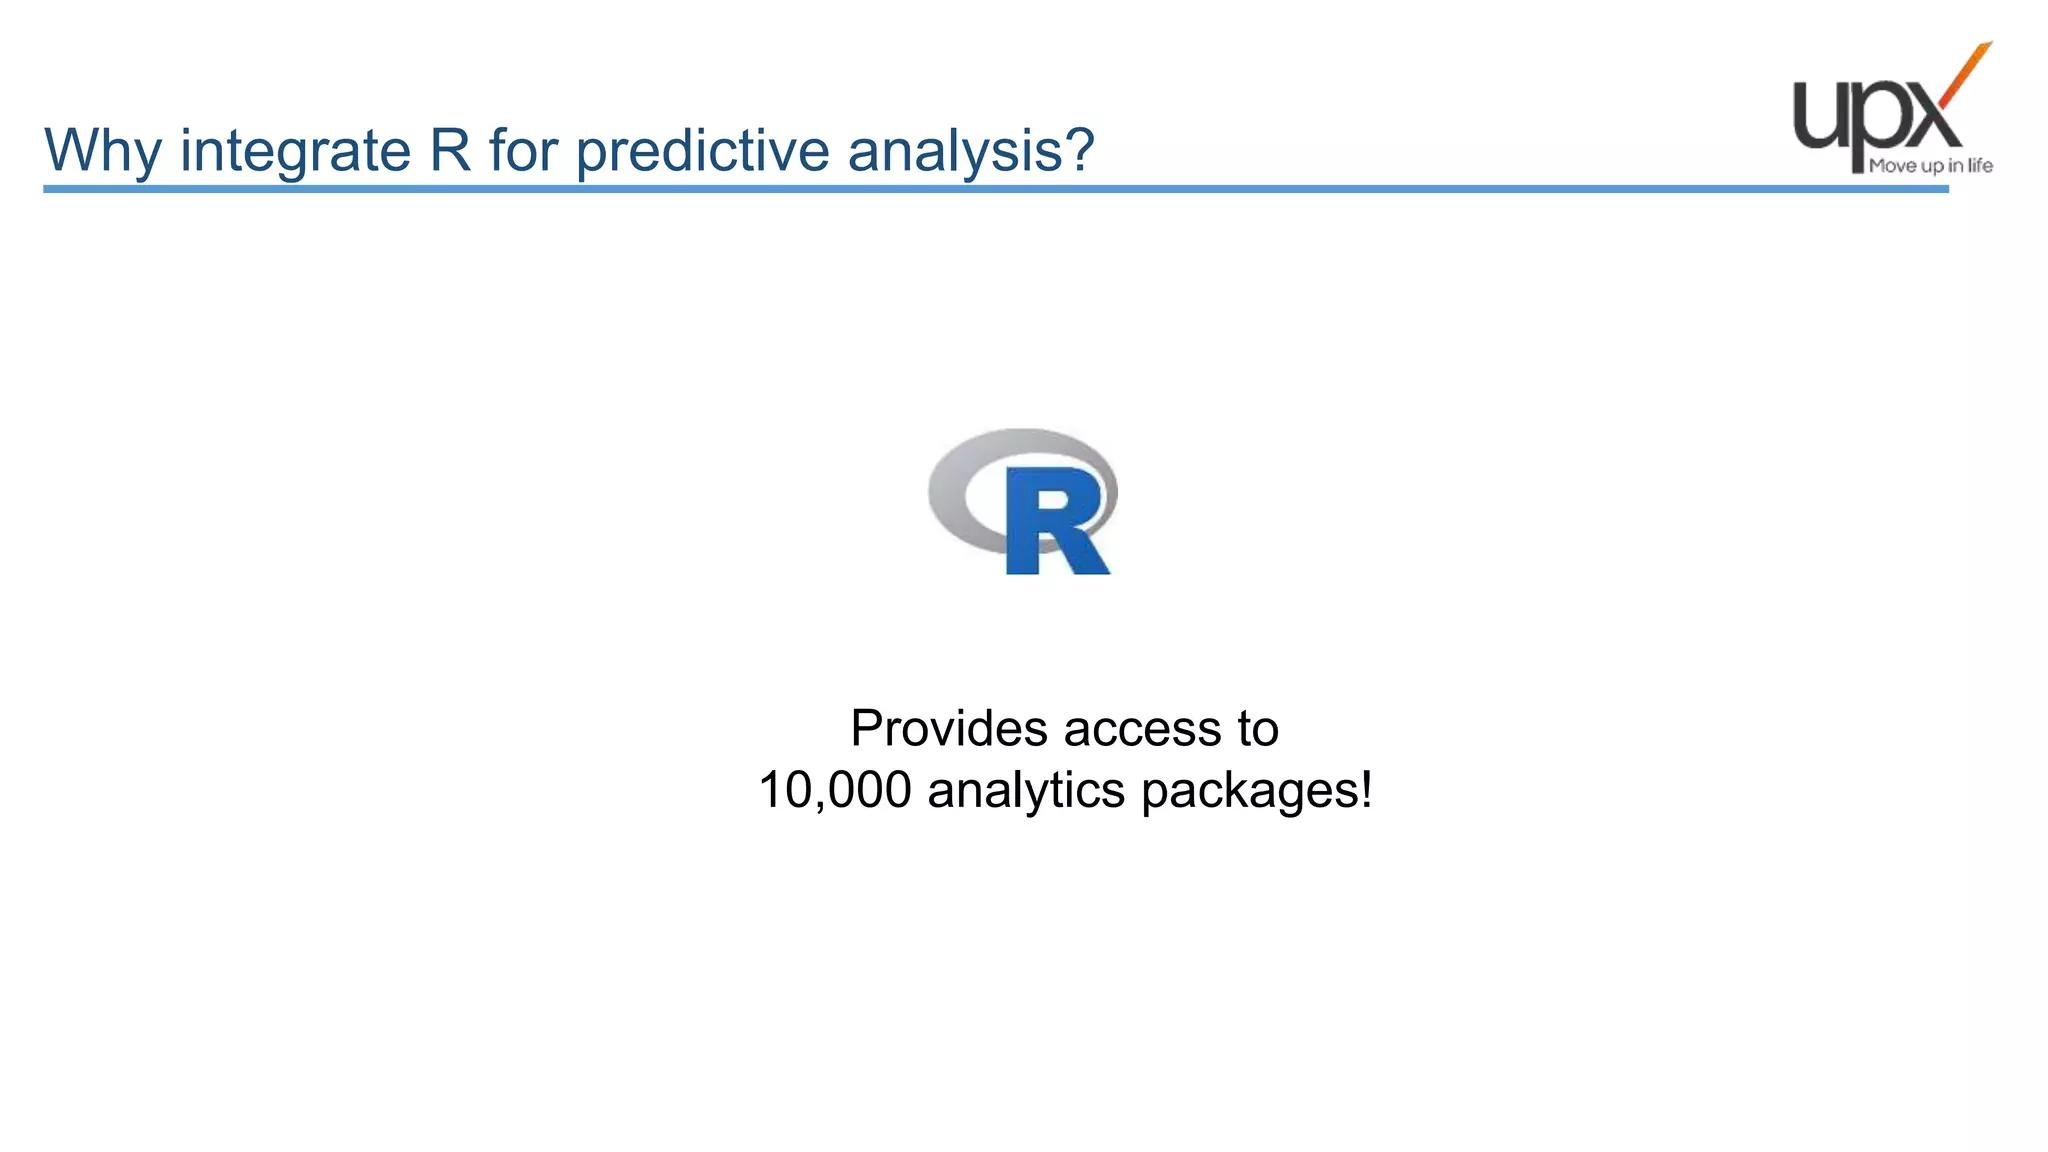 Why integrate R for predictive analysis?
upx
Move up in life
R
Provides access to
10,000 analytics packages!